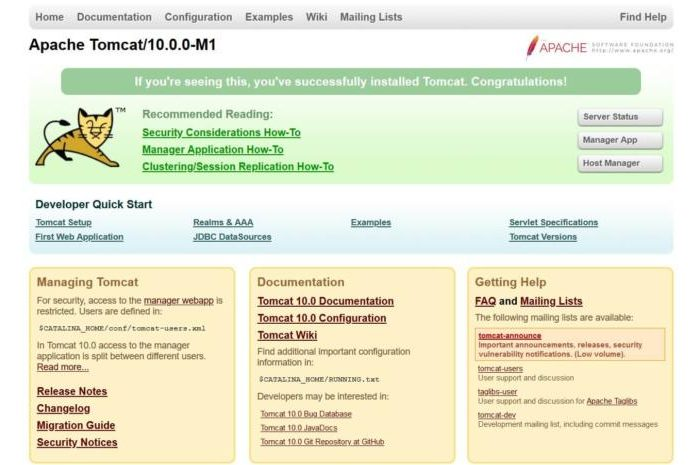 Home Documentation Configuration Examples Wiki Mailing Lists Find Help
Apache Tomcat/10.0.0-M1
APACHE SOFTWARE FOUNDATION
http://www.apache.org/
If you're seeing this, you've successfully installed Tomcat. Congratulations!
TM
Recommended Reading:
Security Considerations How-To
Manager Application How-To
Clustering/Session Replication How-To
Server Status
Manager App
Host Manager
Developer Quick Start
Tomcat Setup
First Web Application
Realms & AAA
JDBC DataSources
Examples
Servlet Specifications
Tomcat Versions
Managing Tomcat
For security, access to the manager webapp is
restricted. Users are defined in:
$CATALINA_HOME/conf/tomcat-users.xml
In Tomcat 10.0 access to the manager
application is split between different users.
Read more...
Release Notes
Changelog
Migration Guide
Security Notices
Documentation
Tomcat 10.0 Documentation
Tomcat 10.0 Configuration
Tomcat Wiki
Find additional important configuration
information in:
$CATALINA_HOME/RUNNING.txt
Developers may be interested in:
Tomcat 10.0 Bug Database
Tomcat 10.0 JavaDocs
Tomcat 10.0 Git Repository at GitHub
Getting Help
FAQ and Mailing Lists
The following mailing lists are available:
tomcat-announce
Important announcements, releases, security
vulnerability notifications. (Low volume).
tomcat-users
User support and discussion
taglibs-user
User support and discussion for Apache Taglibs
tomcat-dev
Development mailing list, including commit messages